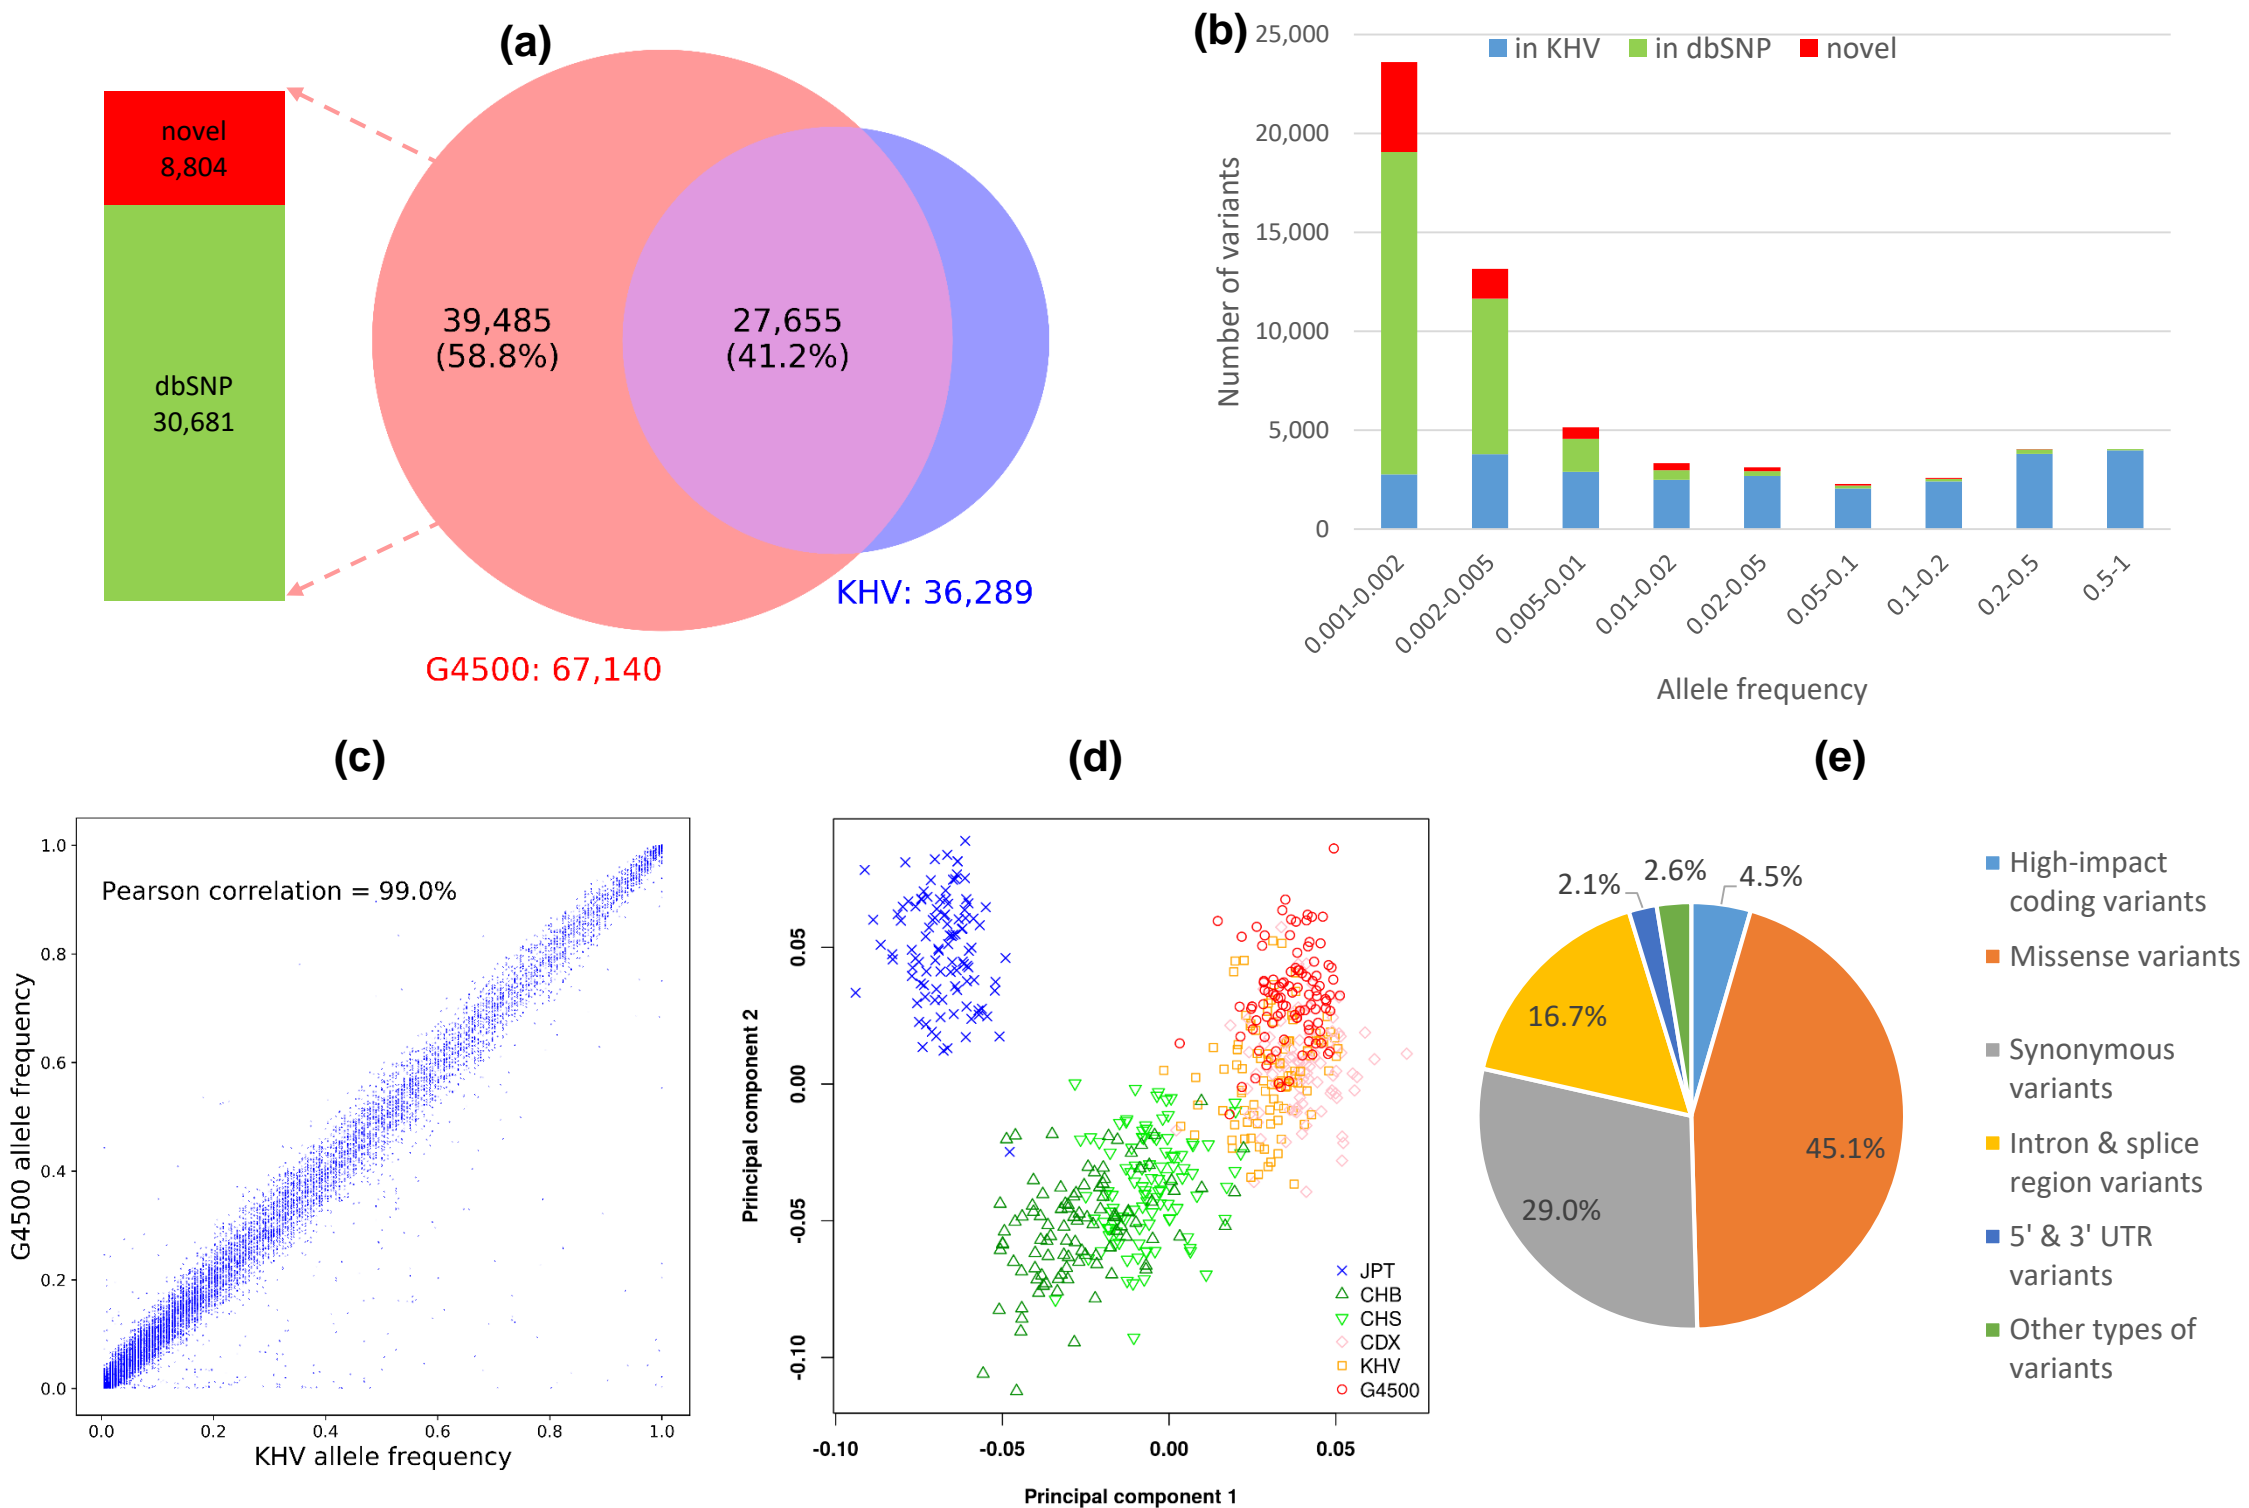 (a)
novel
8,804
dbSNP
30,681
39,485
(58.8%)
27,655
(41.2%)
KHV: 36,289
G4500: 67,140
(b)
in KHV
in dbSNP
novel
25,000
20,000
15,000
10,000
5,000
0
Number of variants
0.001-0.002
0.002-0.005
0.005-0.01
0.01-0.02
0.02-0.05
0.05-0.1
0.1-0.2
0.2-0.5
0.5-1
Allele frequency
(c)
Pearson correlation = 99.0%
1.0
0.8
0.6
0.4
0.2
0.0
G4500 allele frequency
0.0
0.2
0.4
0.6
0.8
1.0
KHV allele frequency
(d)
0.05
0.00
-0.05
-0.10
Principal component 2
JPT
CHB
CHS
CDX
KHV
G4500
-0.10
-0.05
0.00
0.05
Principal component 1
(e)
2.1%
2.6%
4.5%
16.7%
45.1%
29.0%
High-impact
coding variants
Missense variants
Synonymous
variants
Intron & splice
region variants
5' & 3' UTR
variants
Other types of
variants